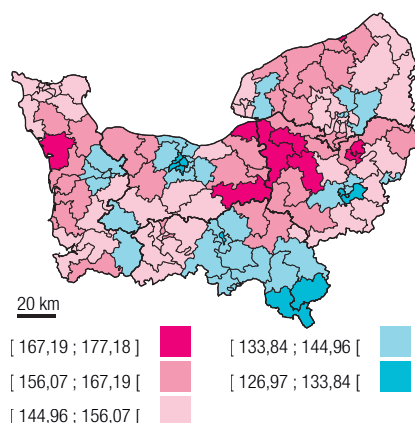 20 km
[ 167,19 ; 177,18 ]
[ 156,07 ; 167,19 [
[ 144,96 ; 156,07 [
[ 133,84 ; 144,96 [
[ 126,97 ; 133,84 [